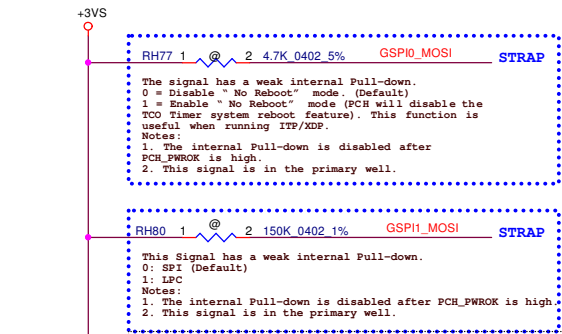 +3VS
RH77 1 @ 2 4.7K_0402_5% GSPI0_MOSI STRAP
The signal has a weak internal Pull-down.
0 = Disable “ No Reboot” mode. (Default)
1 = Enable “ No Reboot” mode (PCH will disable the
TCO Timer system reboot feature). This function is
useful when running ITP/XDP.
Notes:
1. The internal Pull-down is disabled after
PCH_PWROK is high.
2. This signal is in the primary well.
RH80 1 @ 2 150K_0402_1% GSPI1_MOSI STRAP
This Signal has a weak internal Pull-down.
0: SPI (Default)
1: LPC
Notes:
1. The internal Pull-down is disabled after PCH_PWROK is high.
2. This signal is in the primary well.